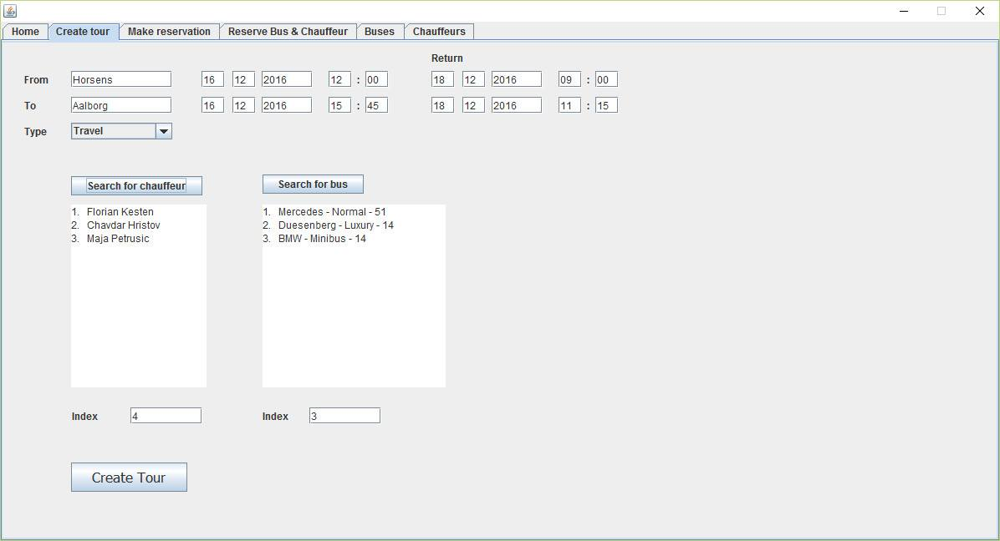 Home Create tour Make reservation Reserve Bus & Chauffeur Buses Chauffeurs
Return
From Horsens 16 12 2016 12 : 00 18 12 2016 09 : 00
To Aalborg 16 12 2016 15 : 45 18 12 2016 11 : 15
Type Travel
Search for chauffeur Search for bus
1. Florian Kesten 1. Mercedes - Normal - 51
2. Chavdar Hristov 2. Duesenberg - Luxury - 14
3. Maja Petrusic 3. BMW - Minibus - 14
Index 4 Index 3
Create Tour